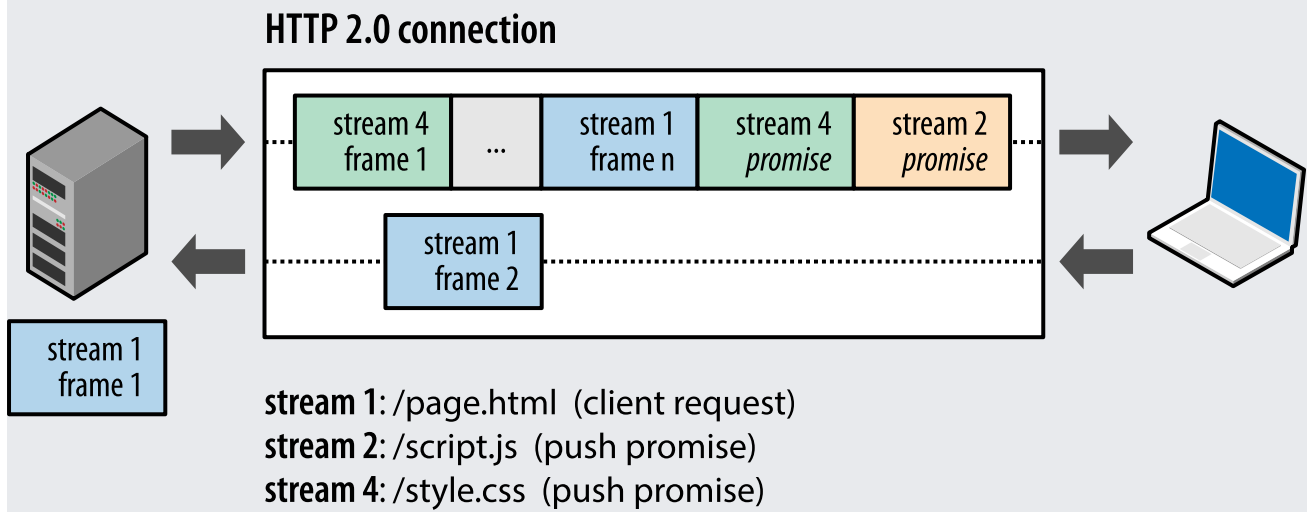 HTTP 2.0 connection
stream 4
frame 1
...
stream 1
frame n
stream 4
promise
stream 2
promise
stream 1
frame 2
stream 1
frame 1
stream 1: /page.html (client request)
stream 2: /script.js (push promise)
stream 4: /style.css (push promise)